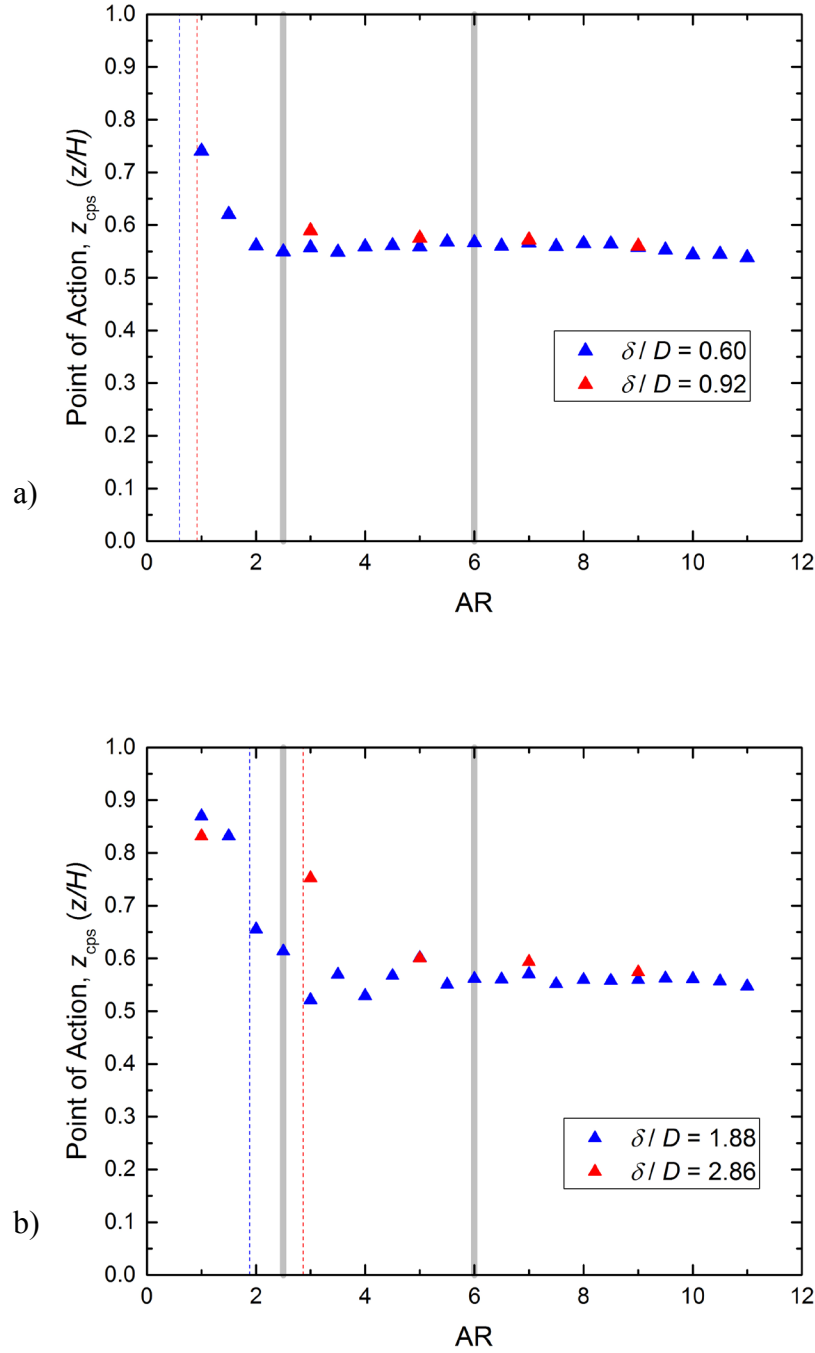 1.0
0.9
0.8
0.7
0.6
0.5
0.4
0.3
0.2
0.1
0.0
Point of Action, z_cps (z/H)
δ / D = 0.60
δ / D = 0.92
a)
0 2 4 6 8 10 12
AR
1.0
0.9
0.8
0.7
0.6
0.5
0.4
0.3
0.2
0.1
0.0
Point of Action, z_cps (z/H)
δ / D = 1.88
δ / D = 2.86
b)
0 2 4 6 8 10 12
AR